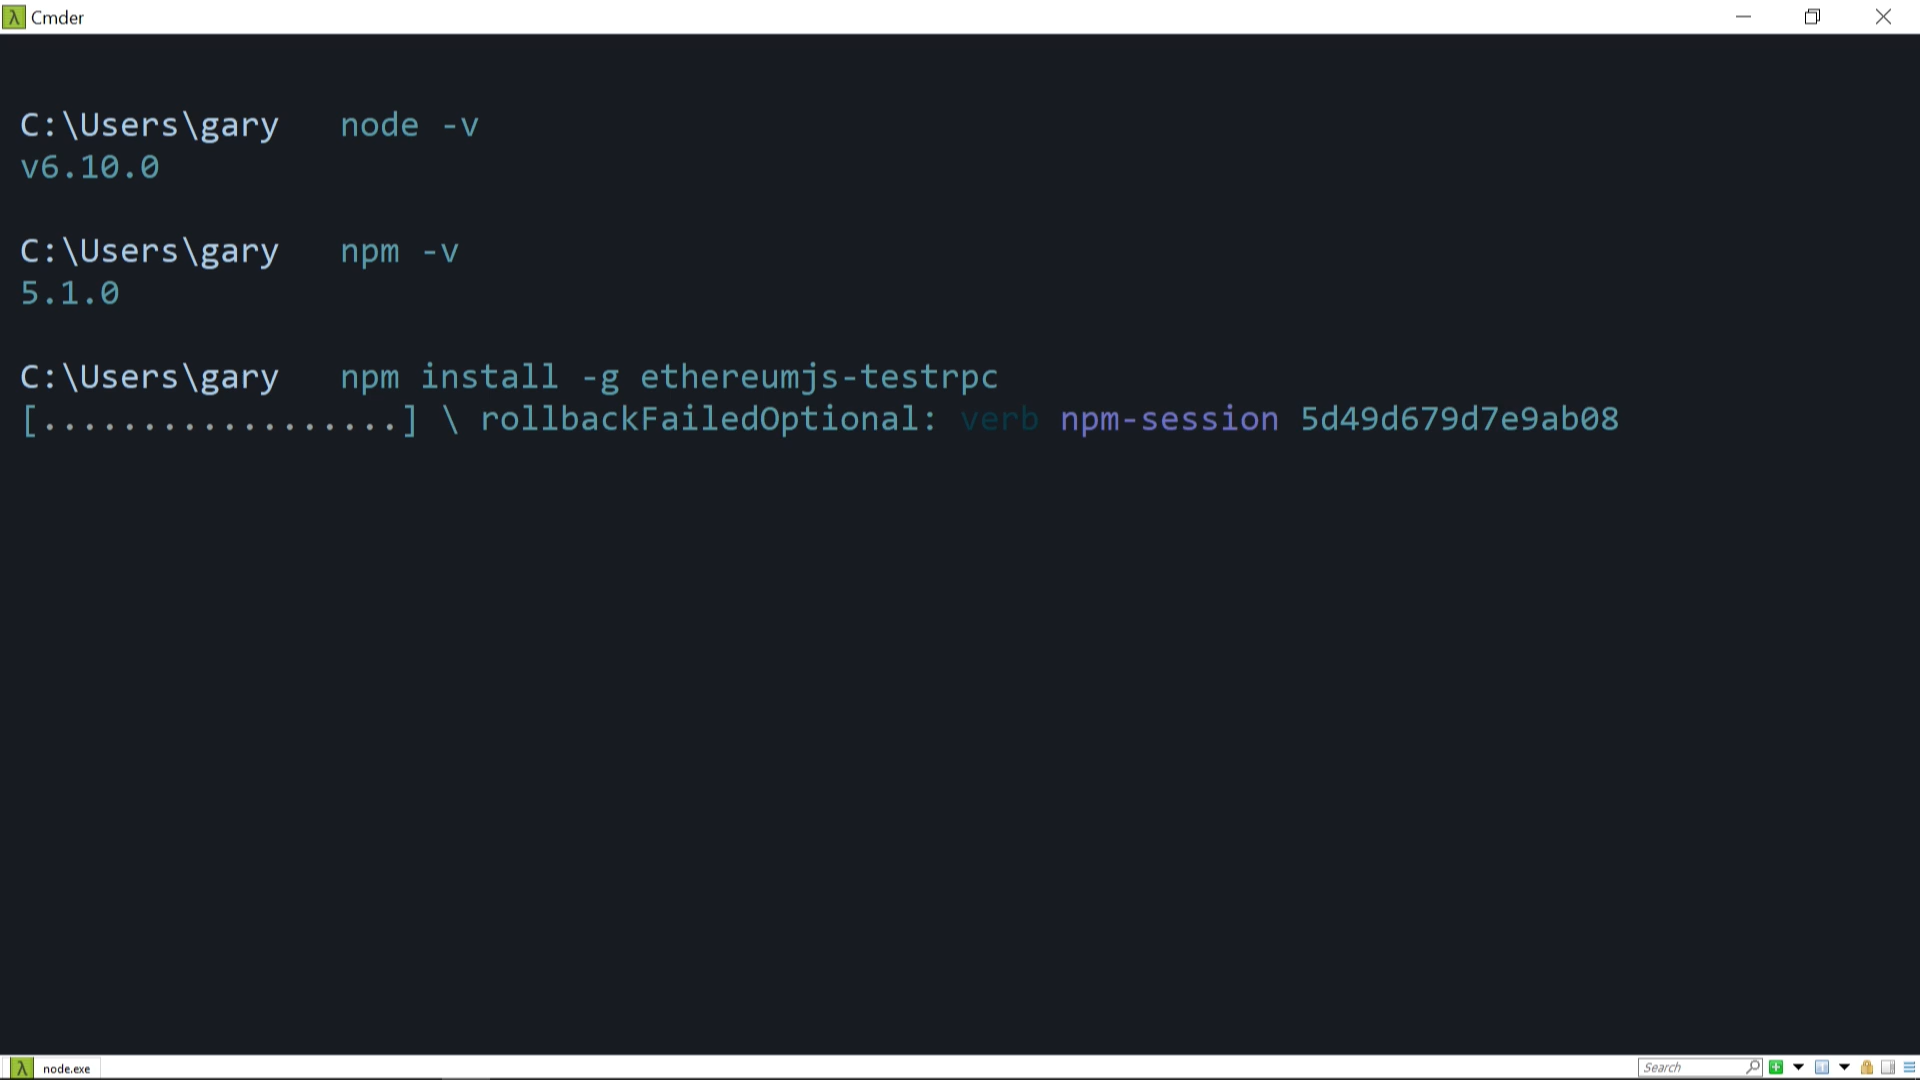 Cmder
C:\Users\gary node -v
v6.10.0
C:\Users\gary npm -v
5.1.0
C:\Users\gary npm install -g ethereumjs-testrpc
[..................] \ rollbackFailedOptional: verb npm-session 5d49d679d7e9ab08
node.exe
Search